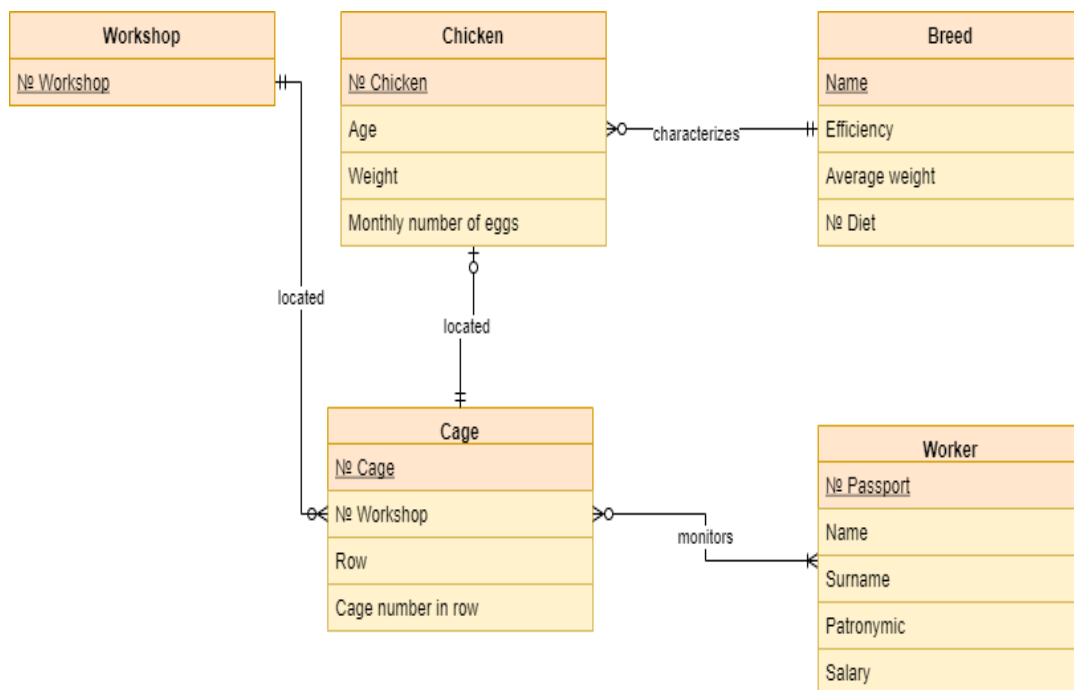 Workshop
№ Workshop
Chicken
№ Chicken
Age
Weight
Monthly number of eggs
Breed
Name
Efficiency
Average weight
№ Diet
characterizes
located
located
Cage
№ Cage
№ Workshop
Row
Cage number in row
monitors
Worker
№ Passport
Name
Surname
Patronymic
Salary